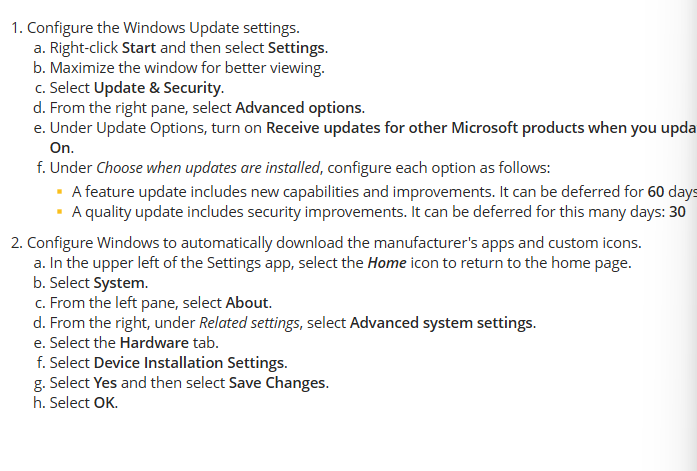 1. Configure the Windows Update settings.
a. Right-click Start and then select Settings.
b. Maximize the window for better viewing.
c. Select Update & Security.
d. From the right pane, select Advanced options.
e. Under Update Options, turn on Receive updates for other Microsoft products when you upda
On.
f. Under Choose when updates are installed, configure each option as follows:
▪ A feature update includes new capabilities and improvements. It can be deferred for 60 days
▪ A quality update includes security improvements. It can be deferred for this many days: 30
2. Configure Windows to automatically download the manufacturer's apps and custom icons.
a. In the upper left of the Settings app, select the Home icon to return to the home page.
b. Select System.
c. From the left pane, select About.
d. From the right, under Related settings, select Advanced system settings.
e. Select the Hardware tab.
f. Select Device Installation Settings.
g. Select Yes and then select Save Changes.
h. Select OK.